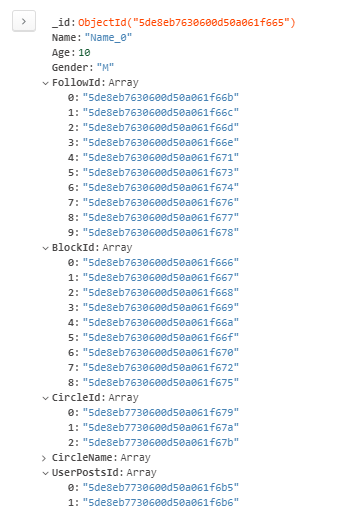 _id:ObjectId("5de8eb7630600d50a061f665")
Name:"Name_0"
Age:10
Gender:"M"
FollowId:Array
0:"5de8eb7630600d50a061f66b"
1:"5de8eb7630600d50a061f66c"
2:"5de8eb7630600d50a061f66d"
3:"5de8eb7630600d50a061f66e"
4:"5de8eb7630600d50a061f671"
5:"5de8eb7630600d50a061f673"
6:"5de8eb7630600d50a061f674"
7:"5de8eb7630600d50a061f676"
8:"5de8eb7630600d50a061f677"
9:"5de8eb7630600d50a061f678"
BlockId:Array
0:"5de8eb7630600d50a061f666"
1:"5de8eb7630600d50a061f667"
2:"5de8eb7630600d50a061f668"
3:"5de8eb7630600d50a061f669"
4:"5de8eb7630600d50a061f66a"
5:"5de8eb7630600d50a061f66f"
6:"5de8eb7630600d50a061f670"
7:"5de8eb7630600d50a061f672"
8:"5de8eb7630600d50a061f675"
CircleId:Array
0:"5de8eb7730600d50a061f679"
1:"5de8eb7730600d50a061f67a"
2:"5de8eb7730600d50a061f67b"
CircleName:Array
UserPostsId:Array
0:"5de8eb7730600d50a061f6b5"
1:"5de8eb7730600d50a061f6b6"